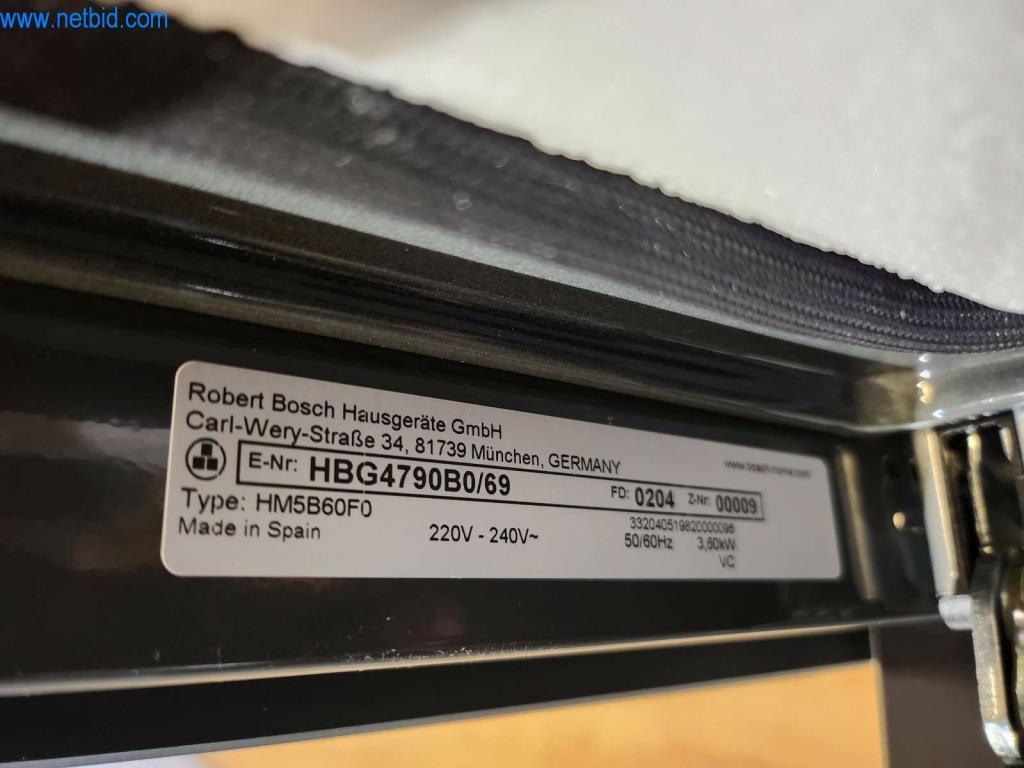 www.netbid.com
Robert Bosch Hausgeräte GmbH
Carl-Wery-Straße 34, 81739 München, GERMANY
www.bosch-home.com
E-Nr: HBG4790B0/69 FD: 0204 Z-Nr: 00009
Type: HM5B60F0 332040519820000096
Made in Spain 220V - 240V~ 50/60Hz 3,60kW
VC